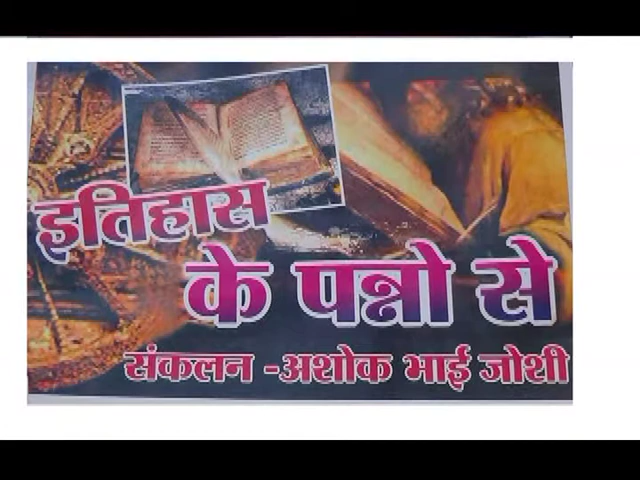 इतिहास
के पन्नो से
संकलन -अशोक भाई जोशी